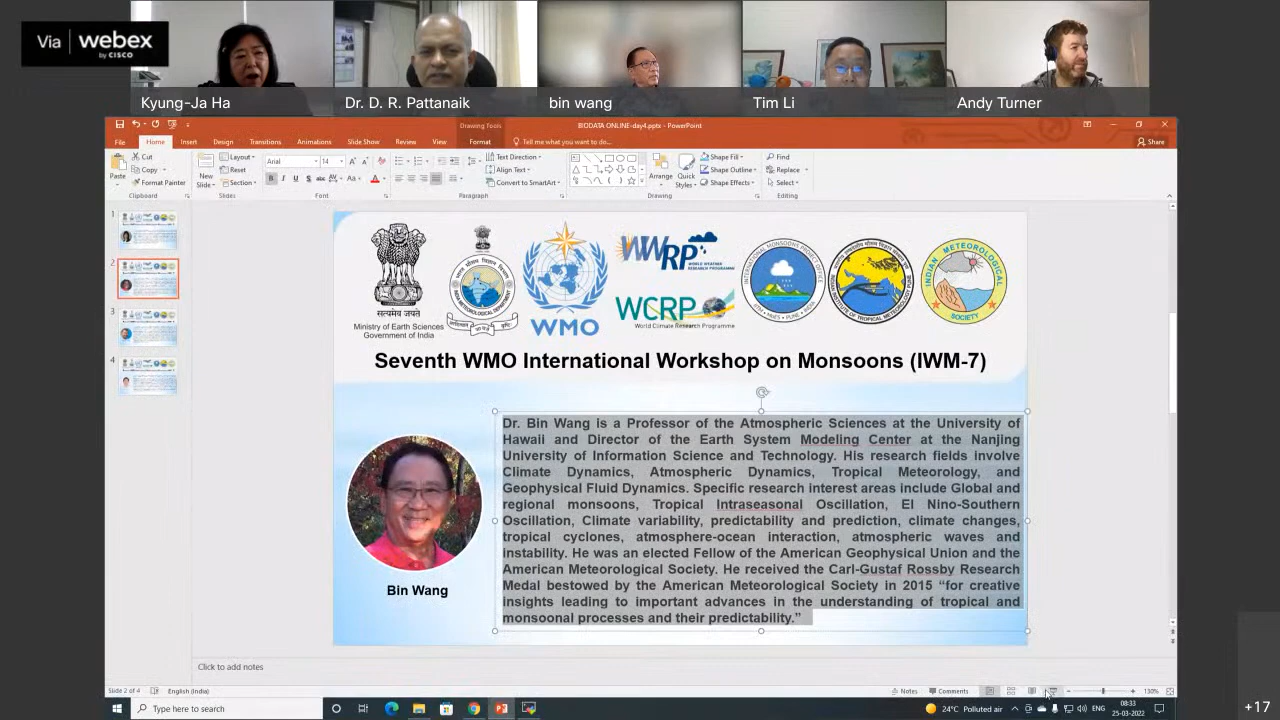 Via webex
by CISCO
Kyung-Ja Ha
Dr. D. R. Pattanaik
bin wang
Tim Li
Andy Turner
Drawing Tools
BIODATA ONLINE-day4.pptx - PowerPoint
File Home Insert Design Transitions Animations Slide Show Review View Format Tell me what you want to do... Share
Paste
Cut
Copy
Format Painter
Clipboard
New Slide
Layout
Reset
Section
Slides
Arial 14
Font
Text Direction
Align Text
Convert to SmartArt
Paragraph
Arrange
Quick Styles
Shape Fill
Shape Outline
Shape Effects
Drawing
Find
Replace
Select
Editing
1
2
3
4
सत्यमेव जयते
Ministry of Earth Sciences
Government of India
WMO
WWRP
WORLD WEATHER RESEARCH PROGRAMME
WCRP
World Climate Research Programme
INDIAN METEOROLOGICAL SOCIETY
Seventh WMO International Workshop on Monsoons (IWM-7)
Dr. Bin Wang is a Professor of the Atmospheric Sciences at the University of
Hawaii and Director of the Earth System Modeling Center at the Nanjing
University of Information Science and Technology. His research fields involve
Climate Dynamics, Atmospheric Dynamics, Tropical Meteorology, and
Geophysical Fluid Dynamics. Specific research interest areas include Global and
regional monsoons, Tropical Intraseasonal Oscillation, El Nino-Southern
Oscillation, Climate variability, predictability and prediction, climate changes,
tropical cyclones, atmosphere-ocean interaction, atmospheric waves and
instability. He was an elected Fellow of the American Geophysical Union and the
American Meteorological Society. He received the Carl-Gustaf Rossby Research
Medal bestowed by the American Meteorological Society in 2015 “for creative
insights leading to important advances in the understanding of tropical and
monsoonal processes and their predictability.”
Bin Wang
Click to add notes
Slide 2 of 4 English (India) Notes Comments 130%
Type here to search
24°C Polluted air
ENG
08:33
25-03-2022
+17